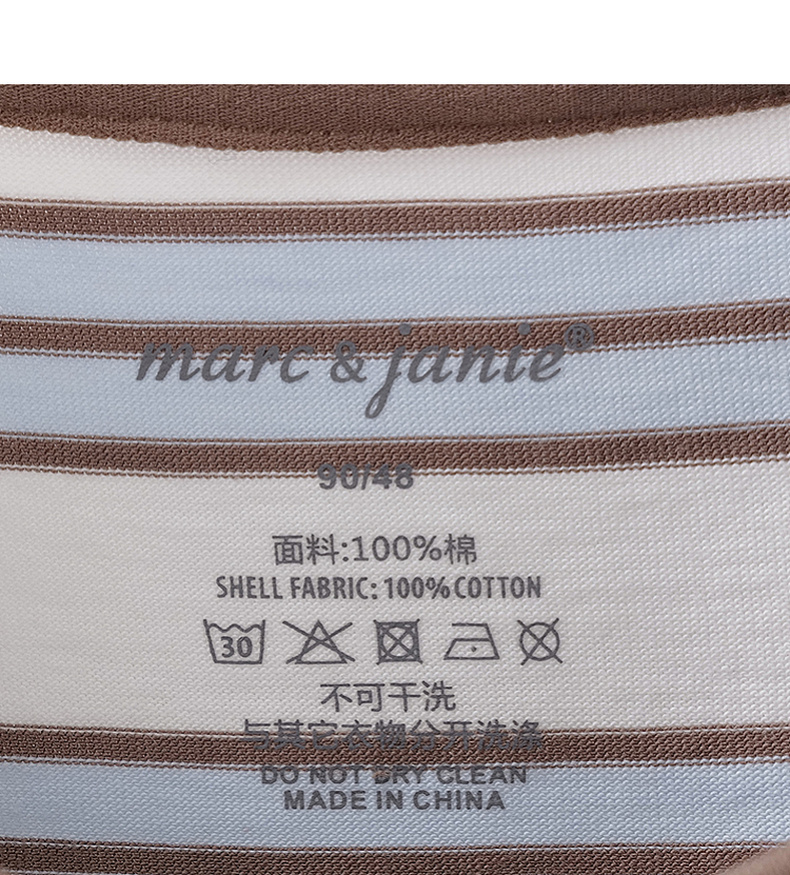 marc & janie®
90/48
面料:100%棉
SHELL FABRIC: 100% COTTON
30
不可干洗
与其它衣物分开洗涤
DO NOT DRY CLEAN
MADE IN CHINA